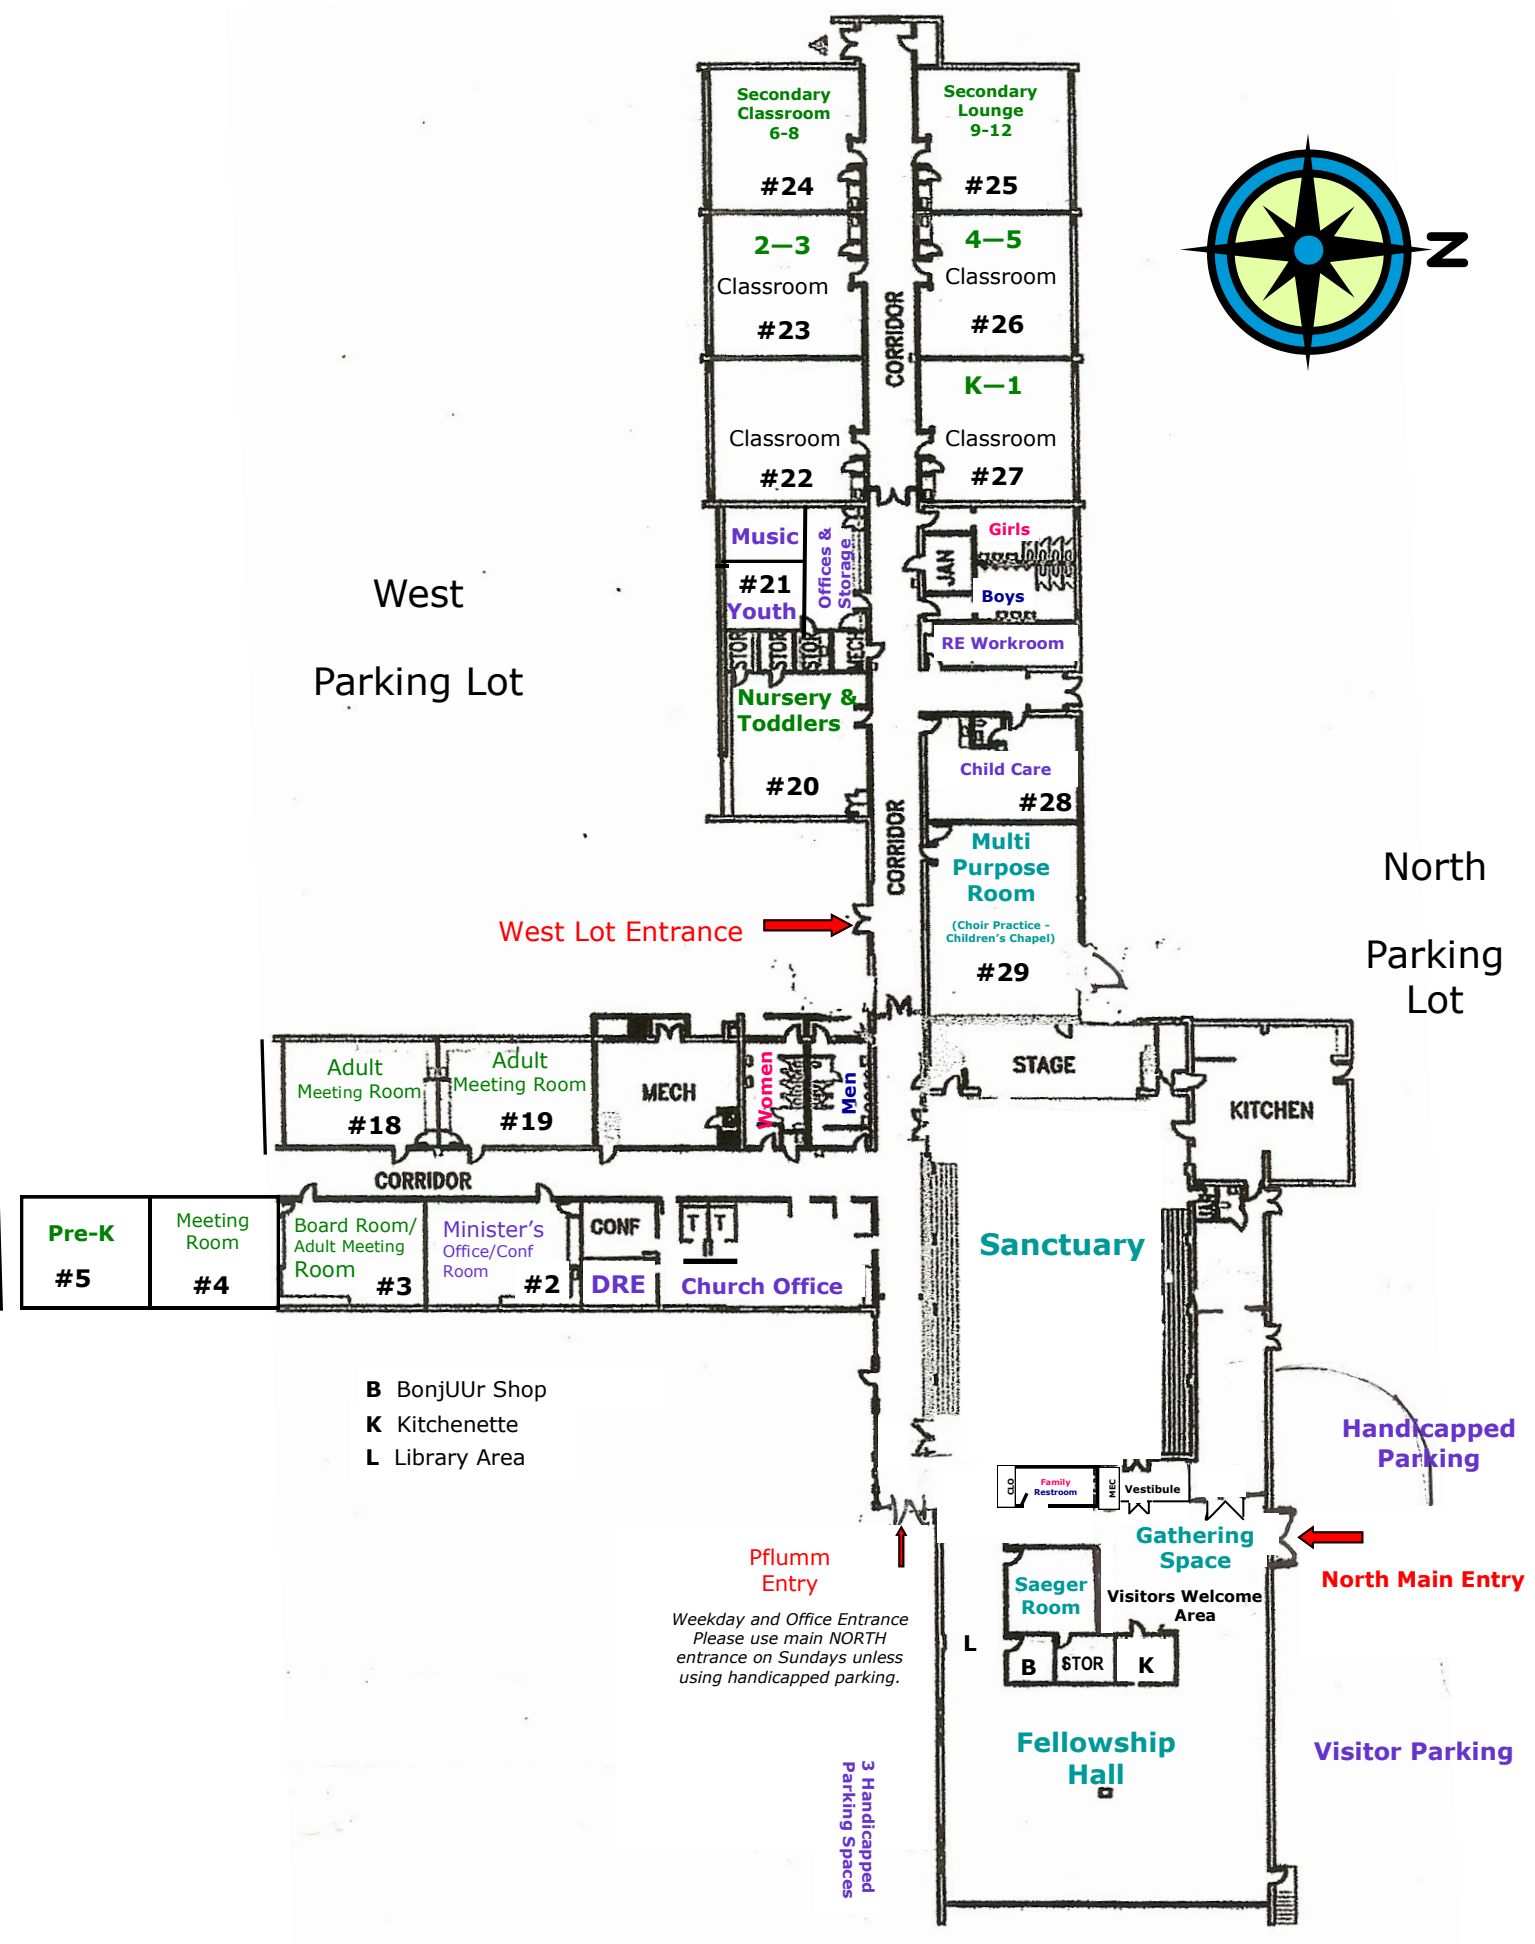 Secondary
Classroom
6-8
#24
Secondary
Lounge
9-12
#25
N
2—3
Classroom
#23
4—5
Classroom
#26
CORRIDOR
K—1
Classroom
#27
Classroom
#22
Music
#21
Youth
Offices &
Storage
JAN
Girls
Boys
RE Workroom
STOR
STOR
STOR
MECH
West
Parking Lot
Nursery &
Toddlers
#20
Child Care
#28
CORRIDOR
Multi
Purpose
Room
(Choir Practice -
Children's Chapel)
#29
North
Parking
Lot
West Lot Entrance
Adult
Meeting Room
#18
Adult
Meeting Room
#19
MECH
Women
Men
STAGE
KITCHEN
CORRIDOR
Pre-K
#5
Meeting
Room
#4
Board Room/
Adult Meeting
Room
#3
Minister's
Office/Conf
Room
#2
CONF
DRE
T
T
Church Office
Sanctuary
B BonjUUr Shop
K Kitchenette
L Library Area
Handicapped
Parking
CLO
Family
Restroom
MEC
Vestibule
Gathering
Space
Pflumm
Entry
Weekday and Office Entrance
Please use main NORTH
entrance on Sundays unless
using handicapped parking.
Saeger
Room
Visitors Welcome
Area
North Main Entry
L
B
STOR
K
Fellowship
Hall
Visitor Parking
3 Handicapped
Parking Spaces